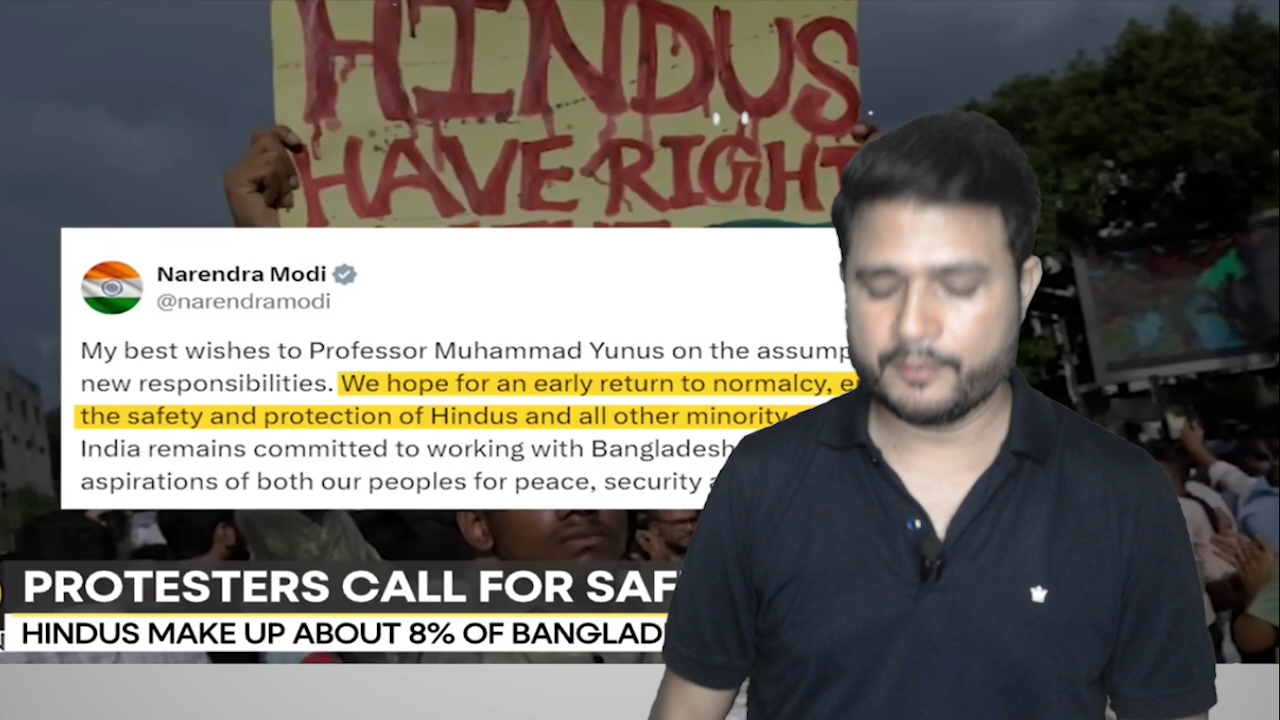 HINDUS
HAVE RIGHT
Narendra Modi
@narendramodi
My best wishes to Professor Muhammad Yunus on the assump
new responsibilities. We hope for an early return to normalcy, e
the safety and protection of Hindus and all other minority
India remains committed to working with Bangladesh
aspirations of both our peoples for peace, security
PROTESTERS CALL FOR SAF
HINDUS MAKE UP ABOUT 8% OF BANGLAD